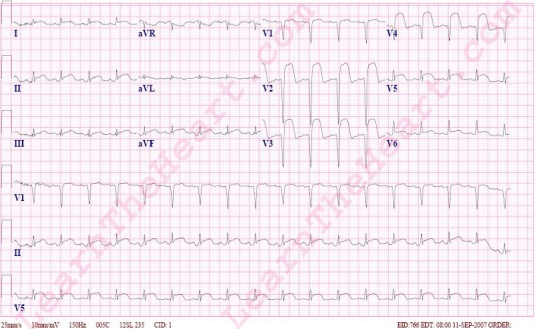 I aVR V1 V4
II aVL V2 V5
III aVF V3 V6
V1
II
V5
25mm/s 10mm/mV 150Hz 005C 12SL 235 CID: 1 EID:766 EDT: 08:00 11-SEP-2007 ORDER:
LearnTheHeart.com
LearnTheHeart.com